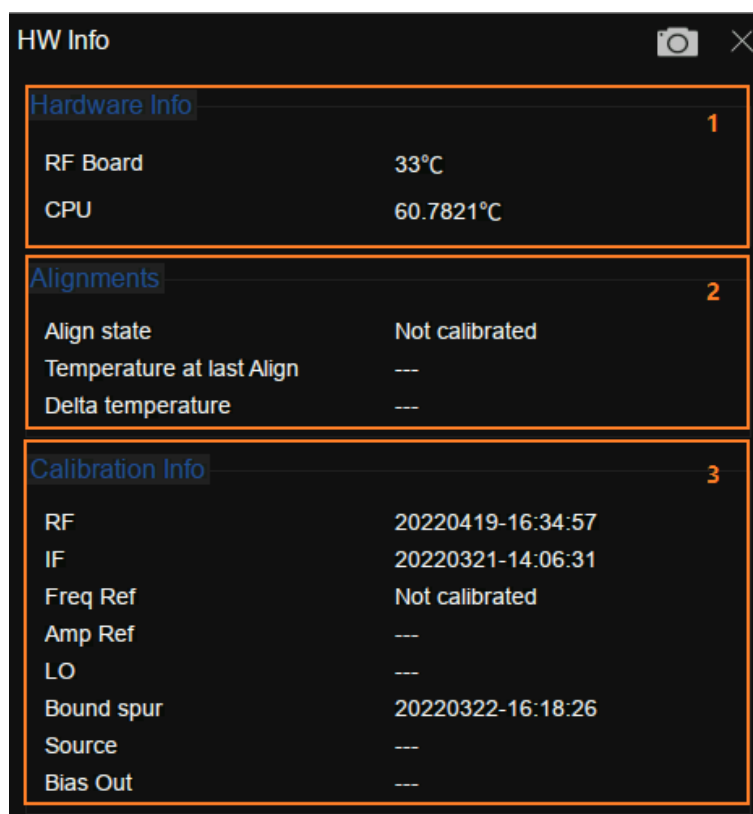 HW Info
Hardware Info
1
RF Board 33℃
CPU 60.7821℃
Alignments
2
Align state Not calibrated
Temperature at last Align ---
Delta temperature ---
Calibration Info
3
RF 20220419-16:34:57
IF 20220321-14:06:31
Freq Ref Not calibrated
Amp Ref ---
LO ---
Bound spur 20220322-16:18:26
Source ---
Bias Out ---